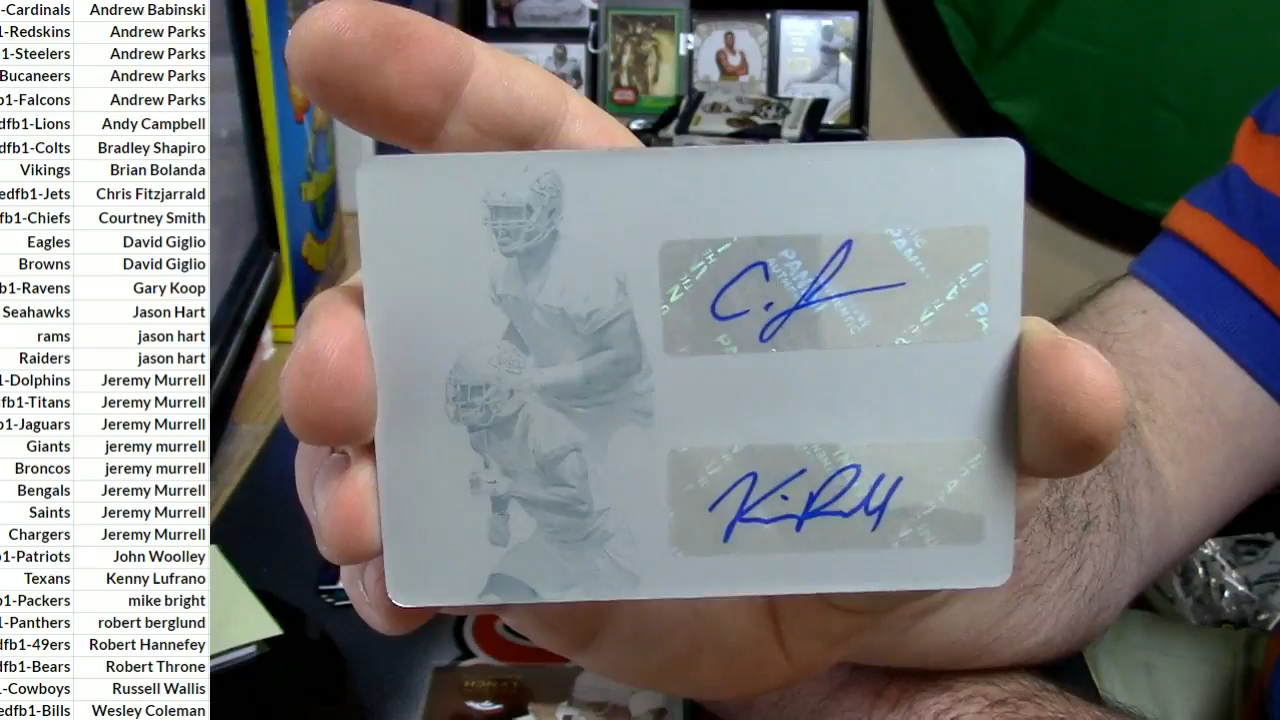 -Cardinals Andrew Babinski
1-Redskins Andrew Parks
1-Steelers Andrew Parks
Bucaneers Andrew Parks
b1-Falcons Andrew Parks
dfb1-Lions Andy Campbell
dfb1-Colts Bradley Shapiro
Vikings Brian Bolanda
edfb1-Jets Chris Fitzjarrald
fb1-Chiefs Courtney Smith
Eagles David Giglio
Browns David Giglio
b1-Ravens Gary Koop
Seahawks Jason Hart
rams jason hart
Raiders jason hart
1-Dolphins Jeremy Murrell
fb1-Titans Jeremy Murrell
b1-Jaguars Jeremy Murrell
Giants jeremy murrell
Broncos jeremy murrell
Bengals Jeremy Murrell
Saints Jeremy Murrell
Chargers Jeremy Murrell
1-Patriots John Woolley
Texans Kenny Lufrano
b1-Packers mike bright
1-Panthers robert berglund
dfb1-49ers Robert Hannefey
fb1-Bears Robert Throne
-Cowboys Russell Wallis
edfb1-Bills Wesley Coleman
PANI
LYNCH